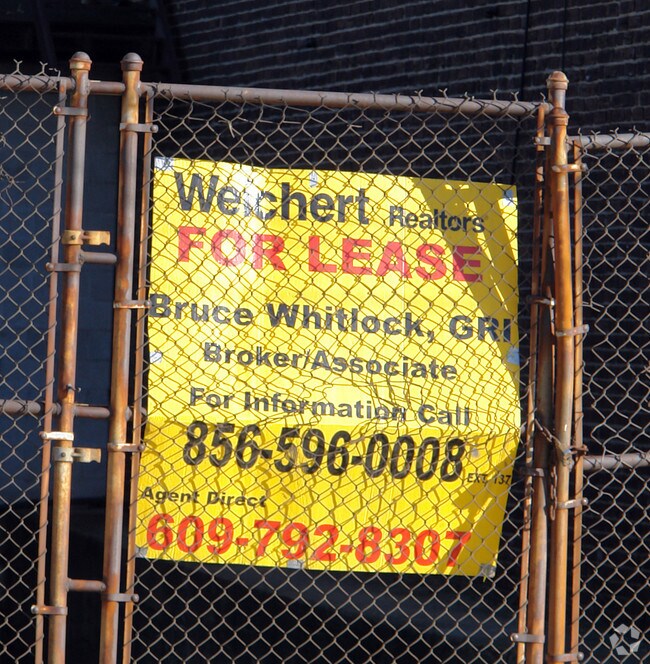 Weichert Realtors
FOR LEASE
Bruce Whitlock, GRI
Broker/Associate
For Information Call
856-596-0008 EXT. 137
Agent Direct
609-792-8307